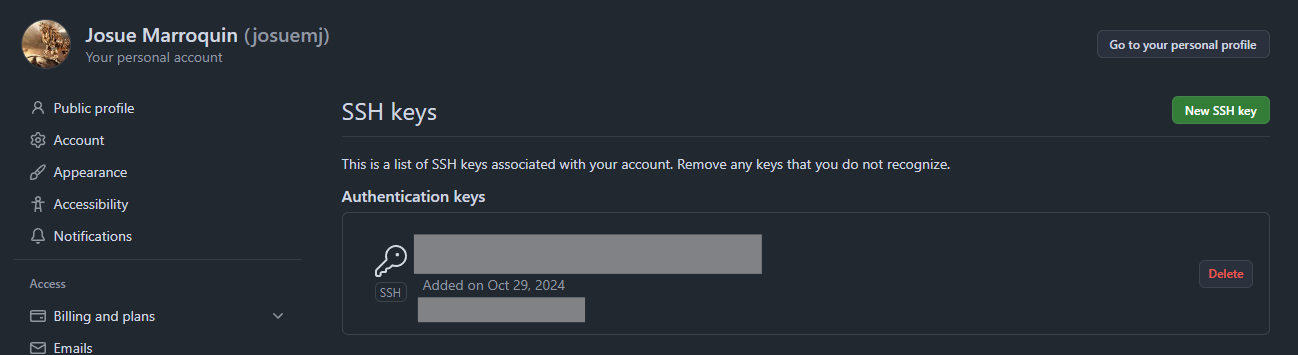 Josue Marroquin (josuemj)
Your personal account
Go to your personal profile
Public profile
Account
Appearance
Accessibility
Notifications
Access
Billing and plans
Emails
SSH keys
New SSH key
This is a list of SSH keys associated with your account. Remove any keys that you do not recognize.
Authentication keys
SSH
Added on Oct 29, 2024
Delete